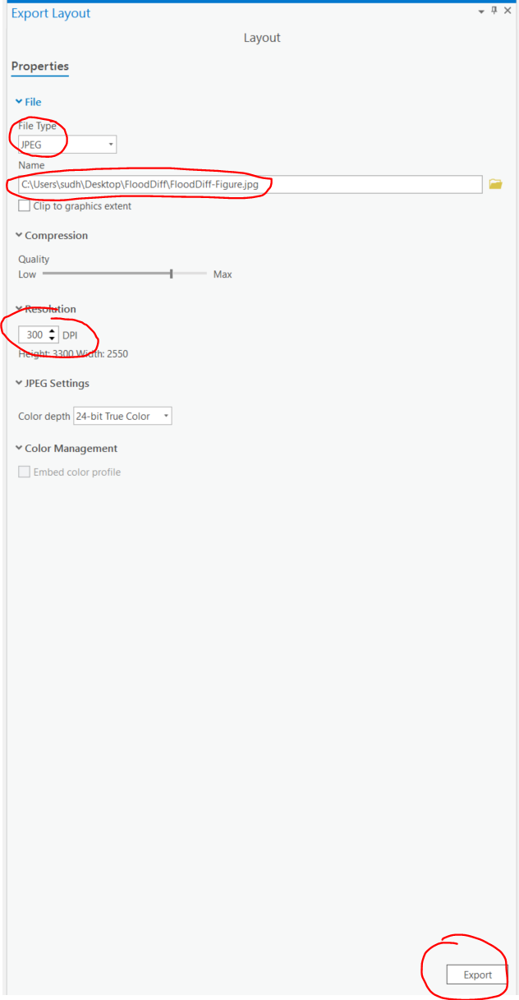 Export Layout
Layout
Properties
File
File Type
JPEG
Name
C:\Users\sudh\Desktop\FloodDiff\FloodDiff-Figure.jpg
Clip to graphics extent
Compression
Quality
Low Max
Resolution
300 DPI
Height: 3300 Width: 2550
JPEG Settings
Color depth 24-bit True Color
Color Management
Embed color profile
Export